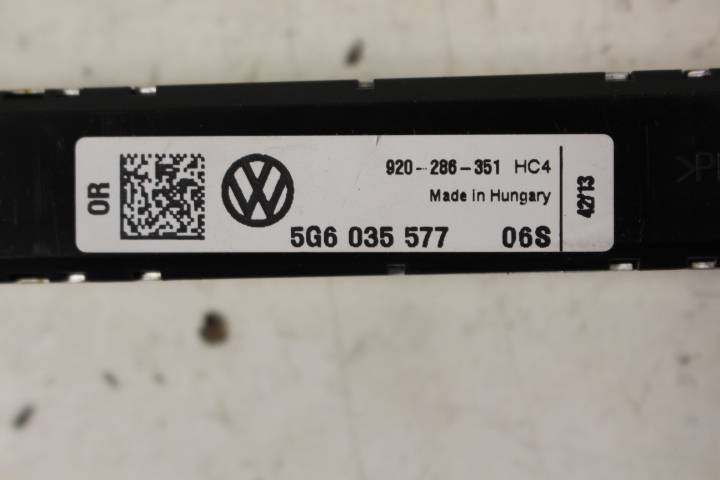 OR
920-286-351 HC4
Made in Hungary
5G6 035 577 06S
42/13
>P